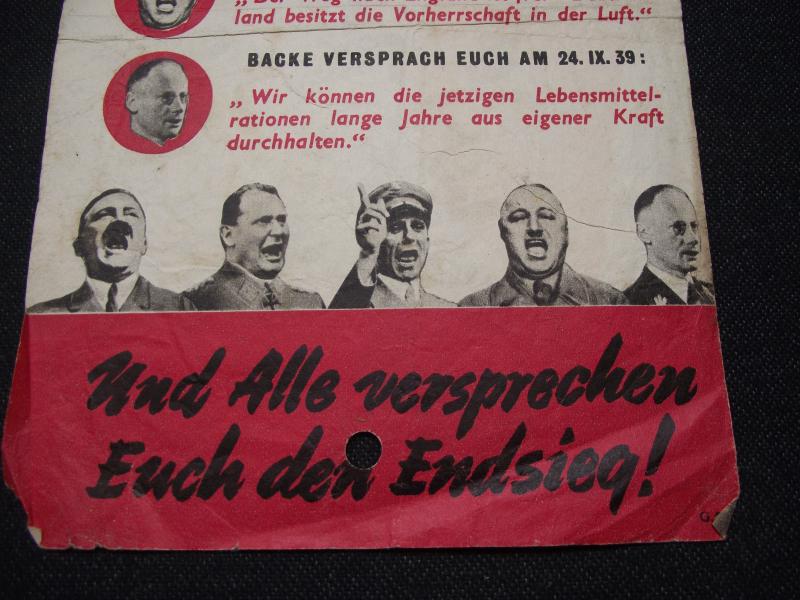 land besitzt die Vorherrschaft in der Luft.“
BACKE VERSPRACH EUCH AM 24. IX. 39:
„Wir können die jetzigen Lebensmittel-
rationen lange Jahre aus eigener Kraft
durchhalten.“
Und Alle versprechen
Euch den Endsieg!
G.